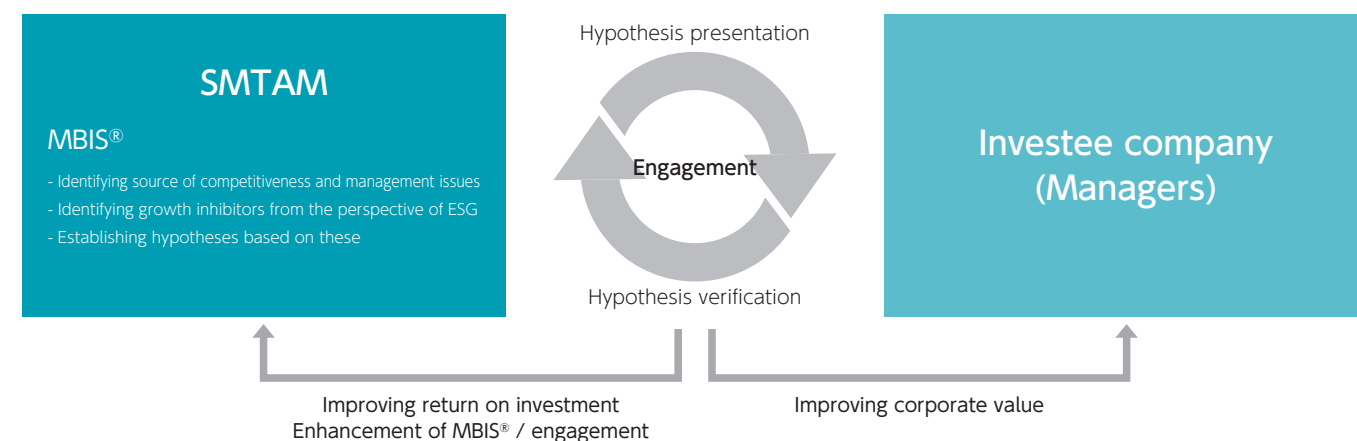 SMTAM
MBIS®
- Identifying source of competitiveness and management issues
- Identifying growth inhibitors from the perspective of ESG
- Establishing hypotheses based on these
Hypothesis presentation
Engagement
Hypothesis verification
Investee company
(Managers)
Improving return on investment
Enhancement of MBIS® / engagement
Improving corporate value